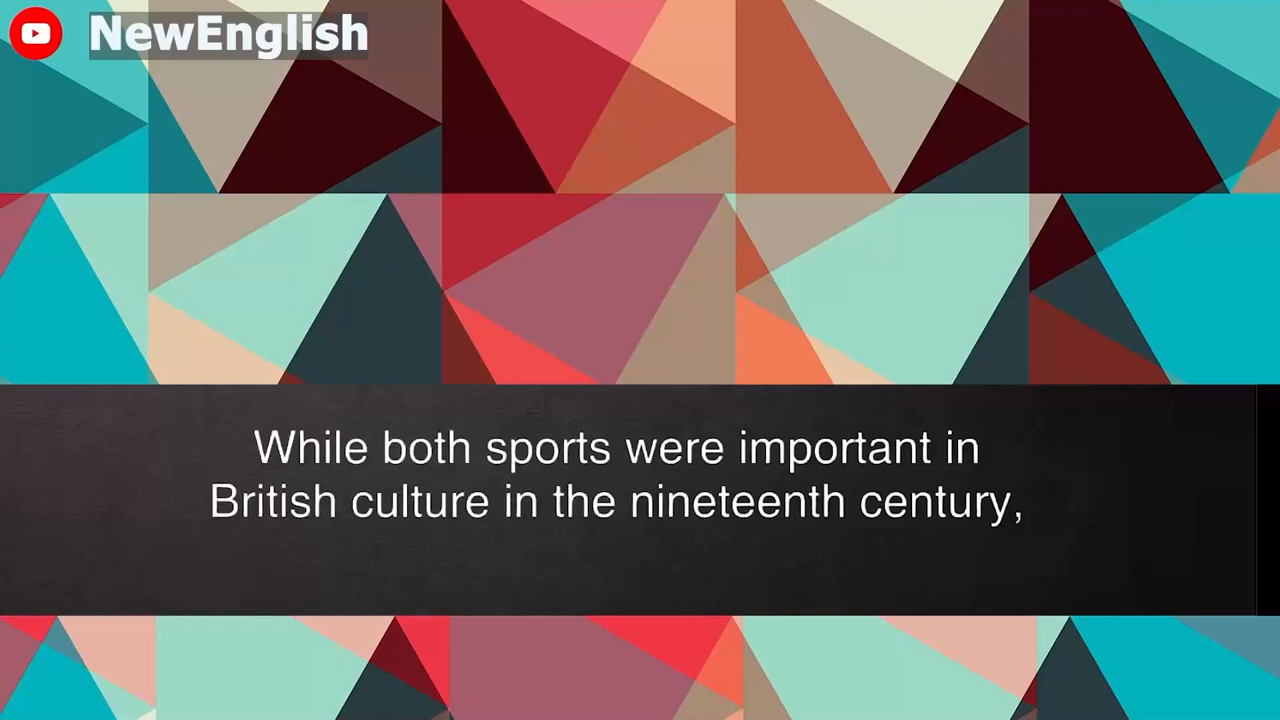 NewEnglish
While both sports were important in
British culture in the nineteenth century,